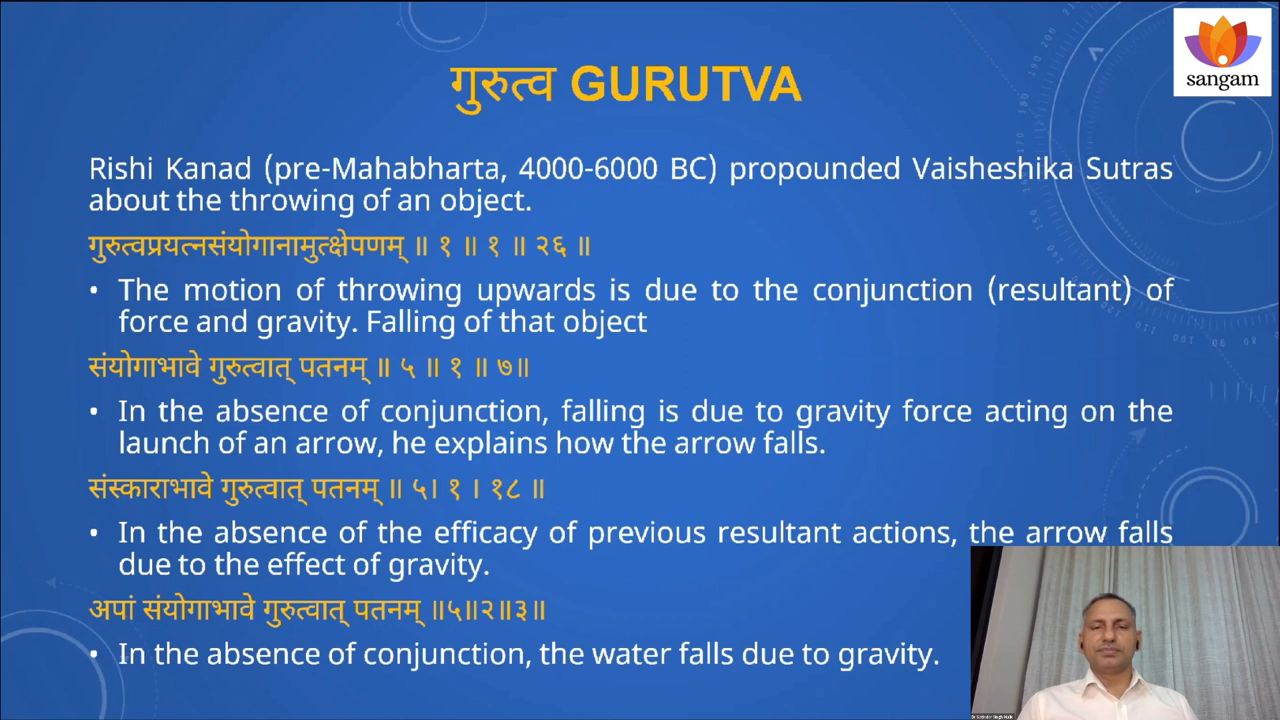 sangam
गुरुत्व GURUTVA
Rishi Kanad (pre-Mahabharta, 4000-6000 BC) propounded Vaisheshika Sutras
about the throwing of an object.
गुरुत्वप्रयत्नसंयोगानामुत्क्षेपणम् ॥ १ ॥ १ ॥ २६ ॥
• The motion of throwing upwards is due to the conjunction (resultant) of
force and gravity. Falling of that object
संयोगाभावे गुरुत्वात् पतनम् ॥ ५ ॥ १ ॥ ७॥
• In the absence of conjunction, falling is due to gravity force acting on the
launch of an arrow, he explains how the arrow falls.
संस्काराभावे गुरुत्वात् पतनम् ॥ ५। १ । १८ ॥
• In the absence of the efficacy of previous resultant actions, the arrow falls
due to the effect of gravity.
अपां संयोगाभावे गुरुत्वात् पतनम् ॥५॥२॥३॥
• In the absence of conjunction, the water falls due to gravity.